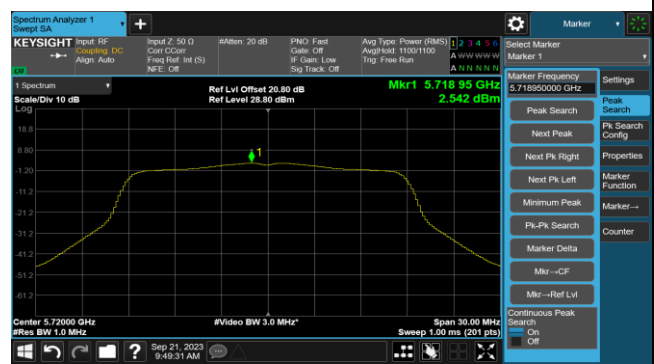 Spectrum Analyzer 1
Swept SA
+
Marker
KEYSIGHT
Input: RF
Coupling: DC
Align: Auto
Input Z: 50 Ω
Corr CCorr
Freq Ref: Int (S)
NFE: Off
#Atten: 20 dB
PNO: Fast
Gate: Off
IF Gain: Low
Sig Track: Off
Avg Type: Power (RMS)
Avg|Hold: 1100/1100
Trig: Free Run
1 2 3 4 5 6
A W W W W W
A N N N N N
Select Marker
Marker 1
1 Spectrum
Scale/Div 10 dB
Log
Ref Lvl Offset 20.80 dB
Ref Level 28.80 dBm
Mkr1 5.718 95 GHz
2.542 dBm
18.8
8.80
-1.20
-11.2
-21.2
-31.2
-41.2
-51.2
-61.2
1
Center 5.72000 GHz
#Res BW 1.0 MHz
#Video BW 3.0 MHz*
Span 30.00 MHz
Sweep 1.00 ms (201 pts)
Marker Frequency
5.718950000 GHz
Peak Search
Next Peak
Next Pk Right
Next Pk Left
Minimum Peak
Pk-Pk Search
Marker Delta
Mkr→CF
Mkr→Ref Lvl
Continuous Peak
Search
On
Off
Settings
Peak
Search
Pk Search
Config
Properties
Marker
Function
Marker→
Counter
?
Sep 21, 2023
9:49:31 AM